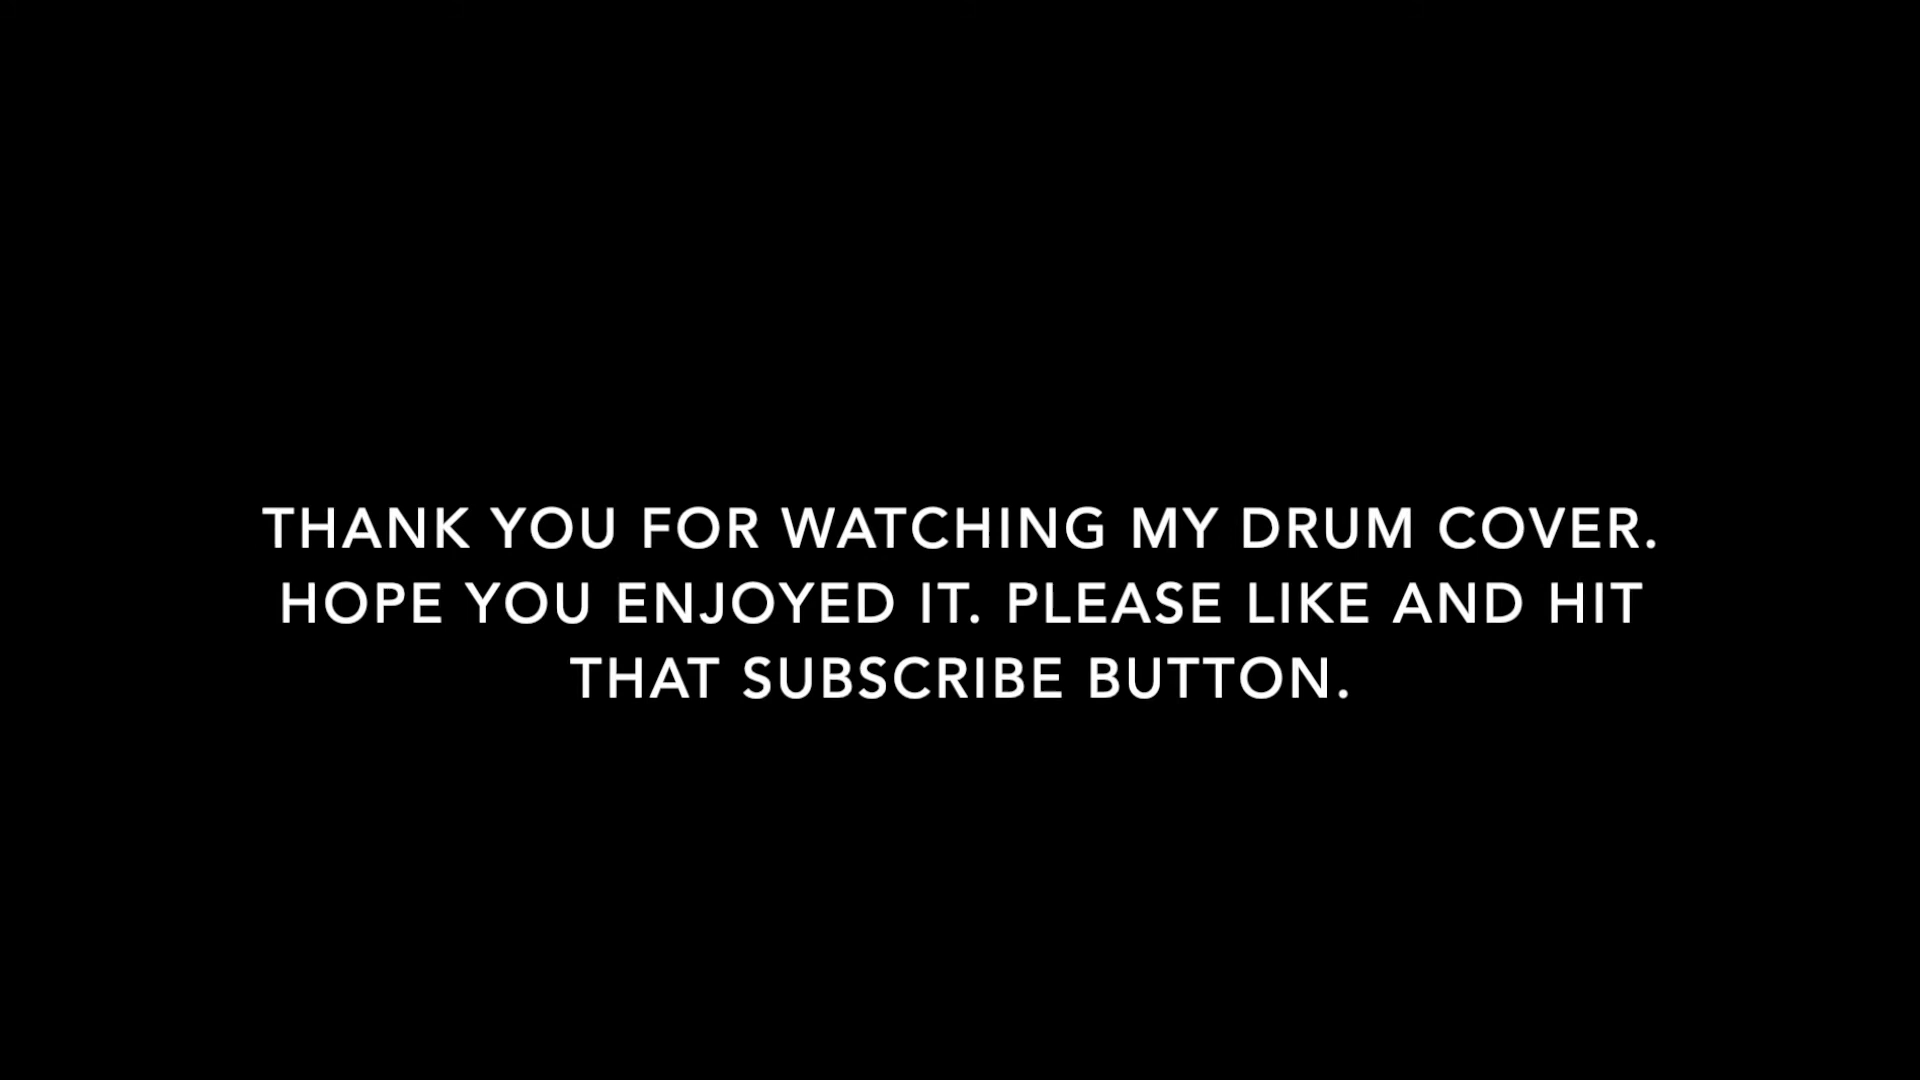 THANK YOU FOR WATCHING MY DRUM COVER.
HOPE YOU ENJOYED IT. PLEASE LIKE AND HIT
THAT SUBSCRIBE BUTTON.